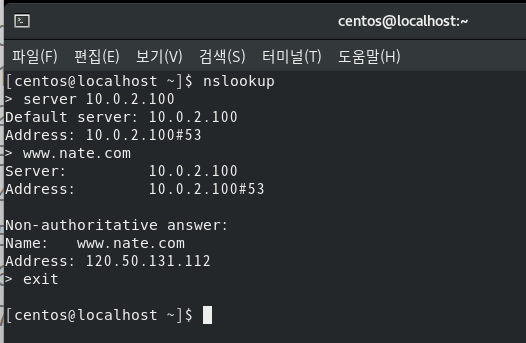 centos@localhost:~
파일(F) 편집(E) 보기(V) 검색(S) 터미널(T) 도움말(H)
[centos@localhost ~]$ nslookup
> server 10.0.2.100
Default server: 10.0.2.100
Address: 10.0.2.100#53
> www.nate.com
Server: 10.0.2.100
Address: 10.0.2.100#53
Non-authoritative answer:
Name: www.nate.com
Address: 120.50.131.112
> exit
[centos@localhost ~]$